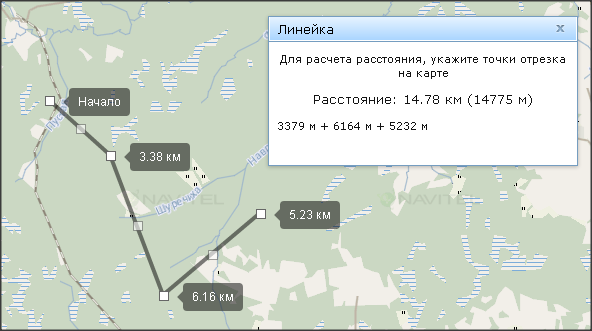 Линейка
x
Для расчета расстояния, укажите точки отрезка
на карте
Расстояние: 14.78 км (14775 м)
3379 м + 6164 м + 5232 м
Начало
3.38 км
NAVITEL
Шуречиха
NAVITEL
5.23 км
6.16 км